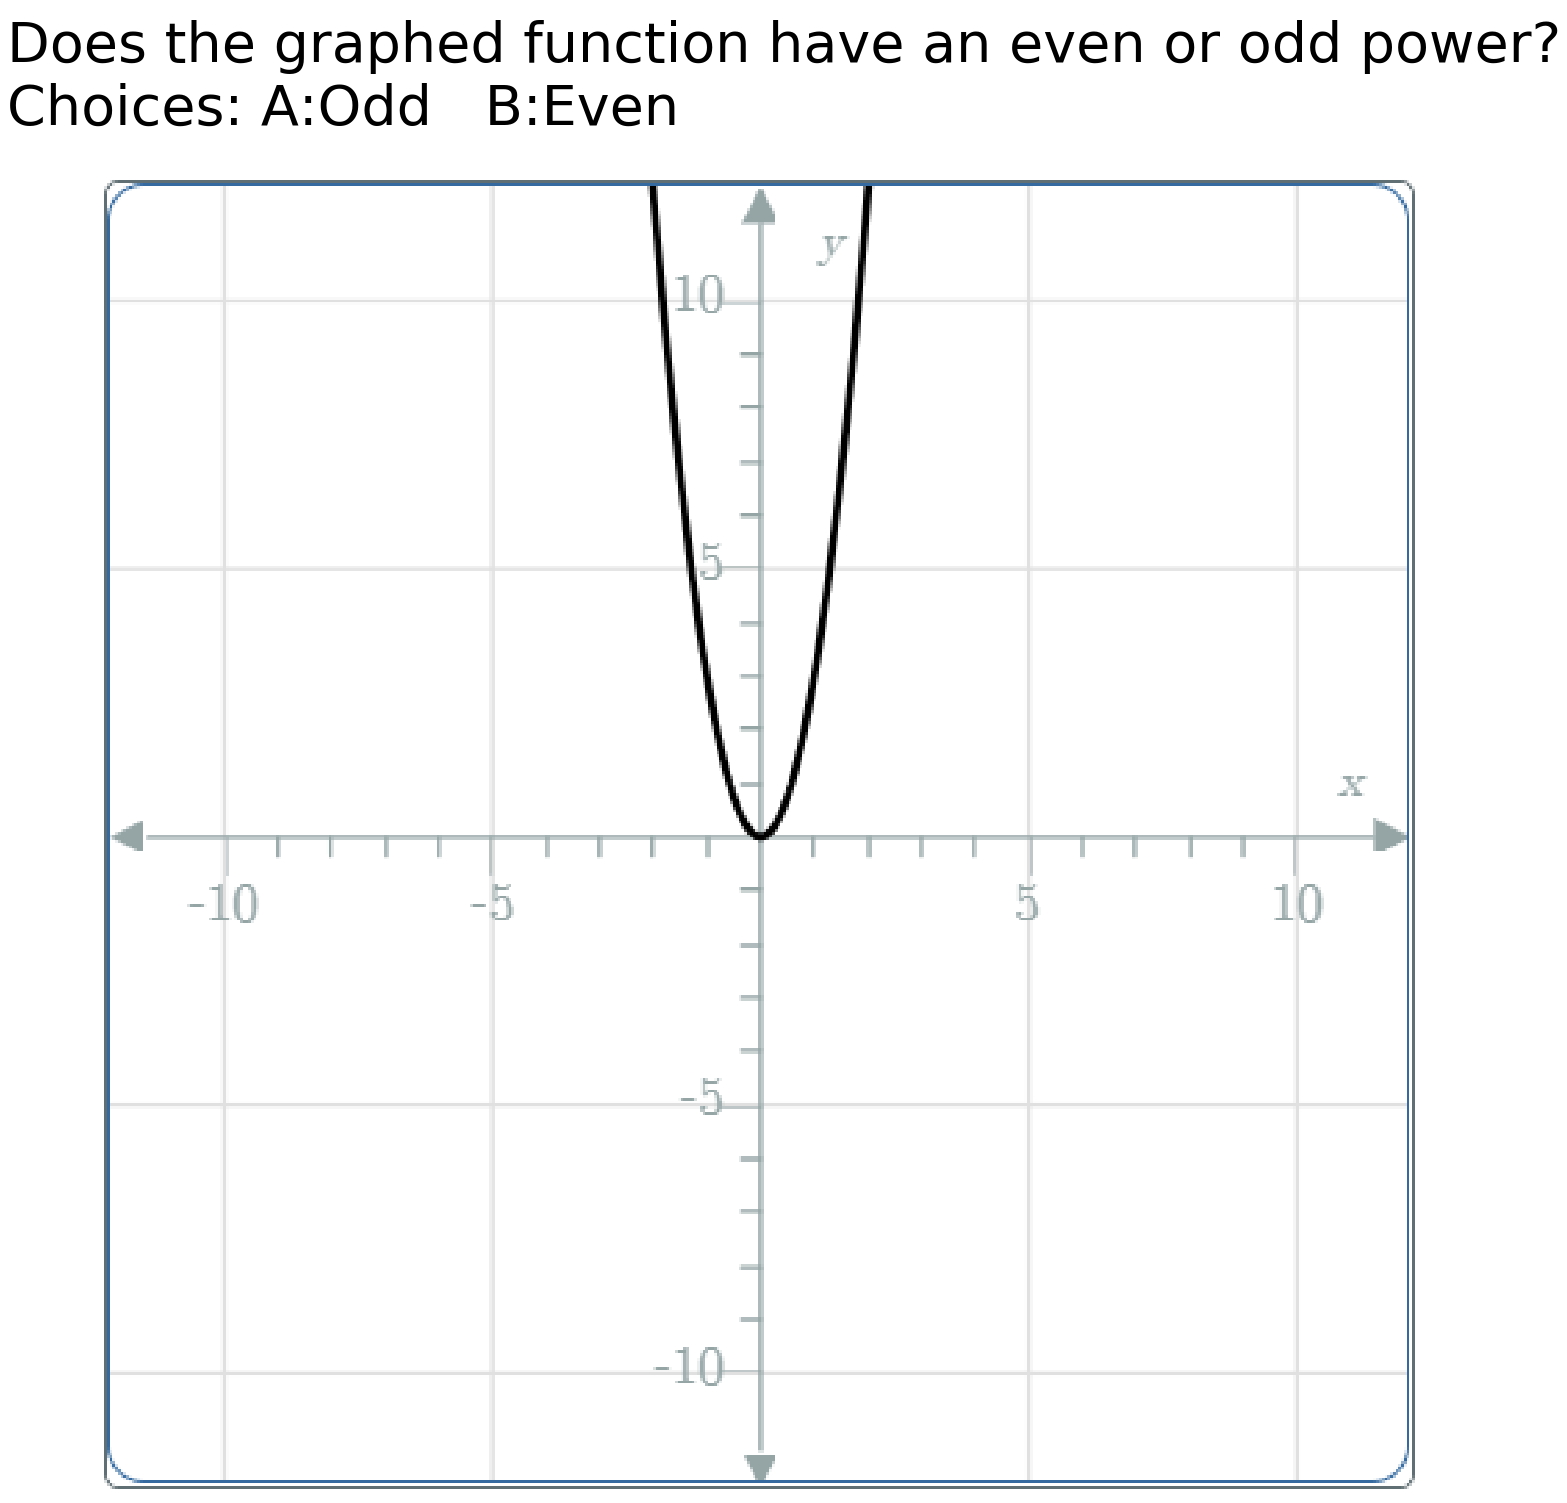 Does the graphed function have an even or odd power?
Choices: A:Odd   B:Even
y
10
5
x
-10 -5 5 10
-5
-10